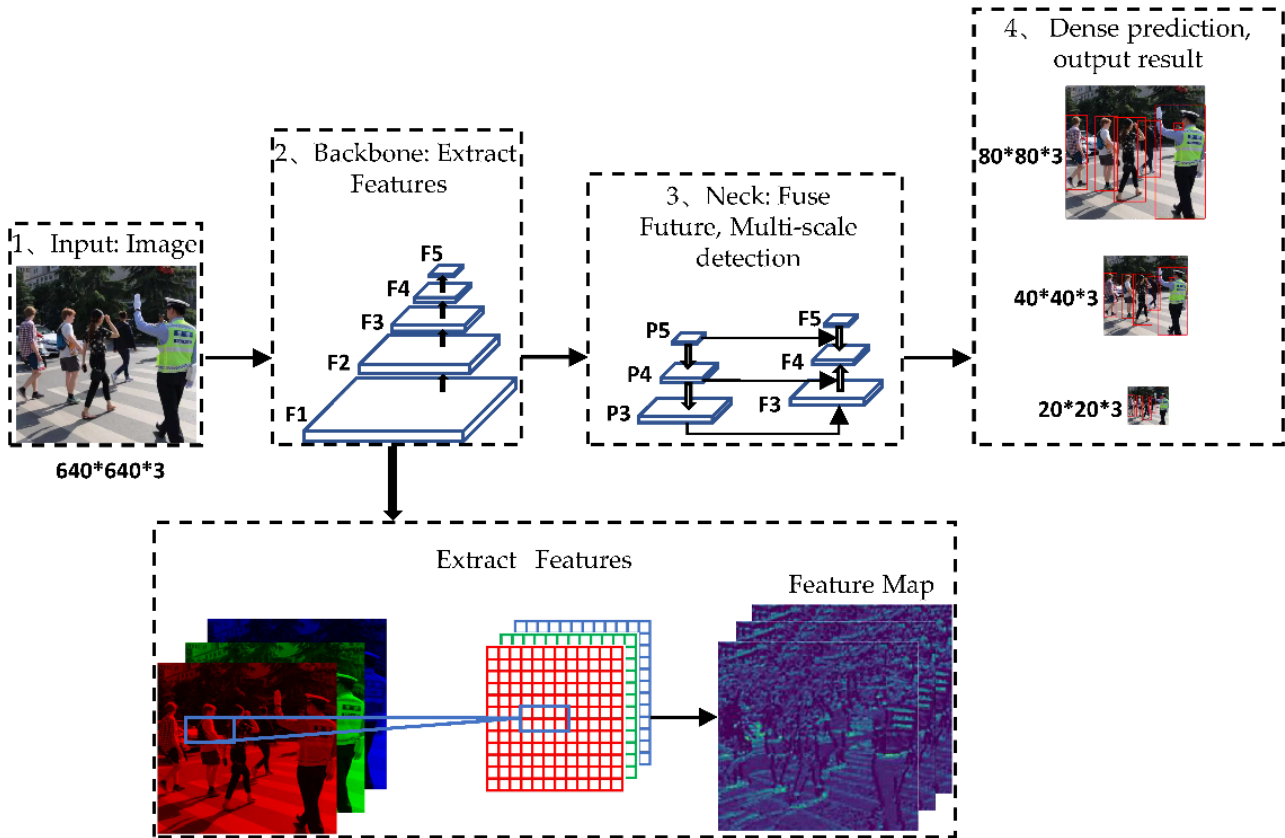 1、Input: Image
640*640*3
2、Backbone: Extract
Features
F5
F4
F3
F2
F1
3、Neck: Fuse
Future, Multi-scale
detection
P5
P4
P3
F5
F4
F3
4、Dense prediction,
output result
80*80*3
40*40*3
20*20*3
Extract Features
Feature Map